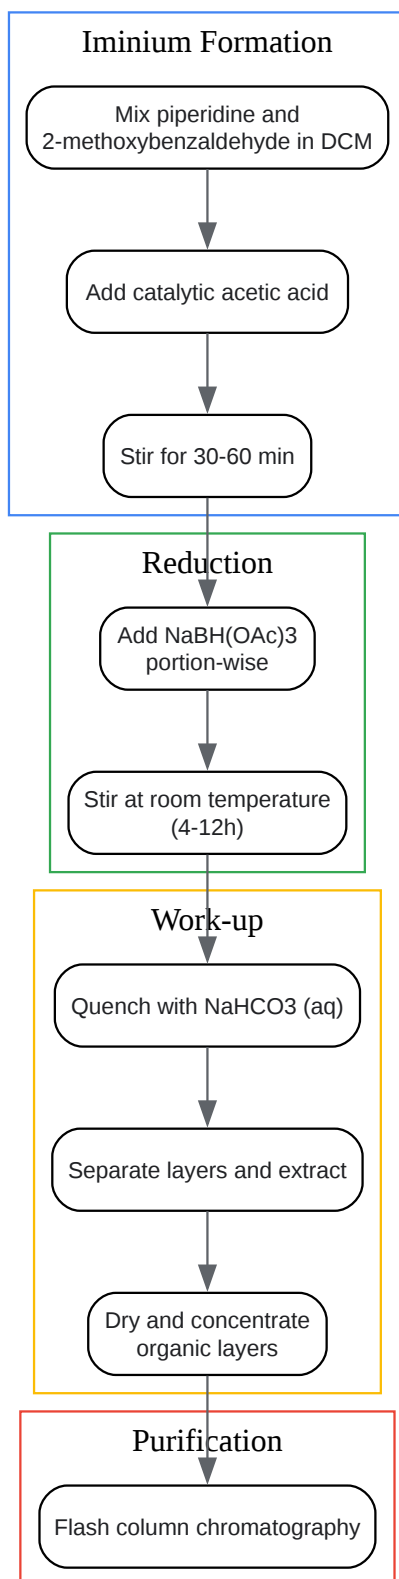 Iminium Formation
Mix piperidine and
2-methoxybenzaldehyde in DCM
Add catalytic acetic acid
Stir for 30-60 min
Reduction
Add NaBH(OAc)3
portion-wise
Stir at room temperature
(4-12h)
Work-up
Quench with NaHCO3 (aq)
Separate layers and extract
Dry and concentrate
organic layers
Purification
Flash column chromatography